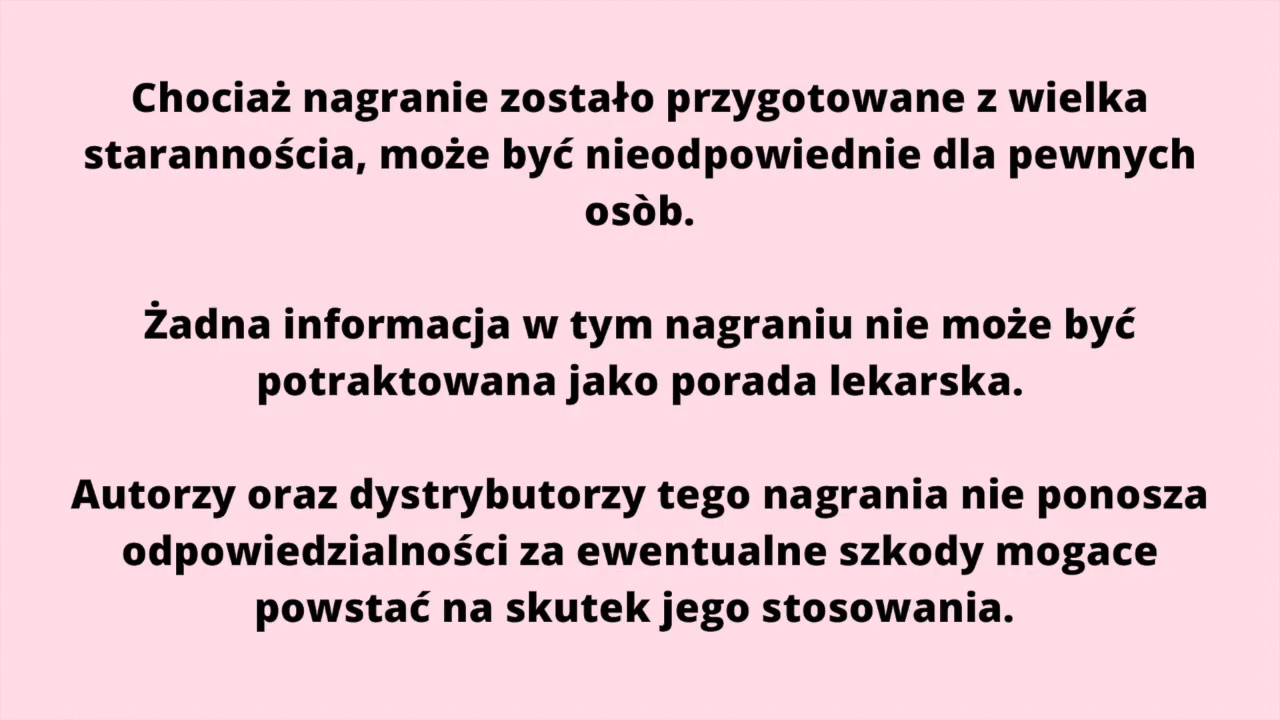 Chociaż nagranie zostało przygotowane z wielka
starannościa, może być nieodpowiednie dla pewnych
osòb.
Żadna informacja w tym nagraniu nie może być
potraktowana jako porada lekarska.
Autorzy oraz dystrybutorzy tego nagrania nie ponosza
odpowiedzialności za ewentualne szkody mogace
powstać na skutek jego stosowania.